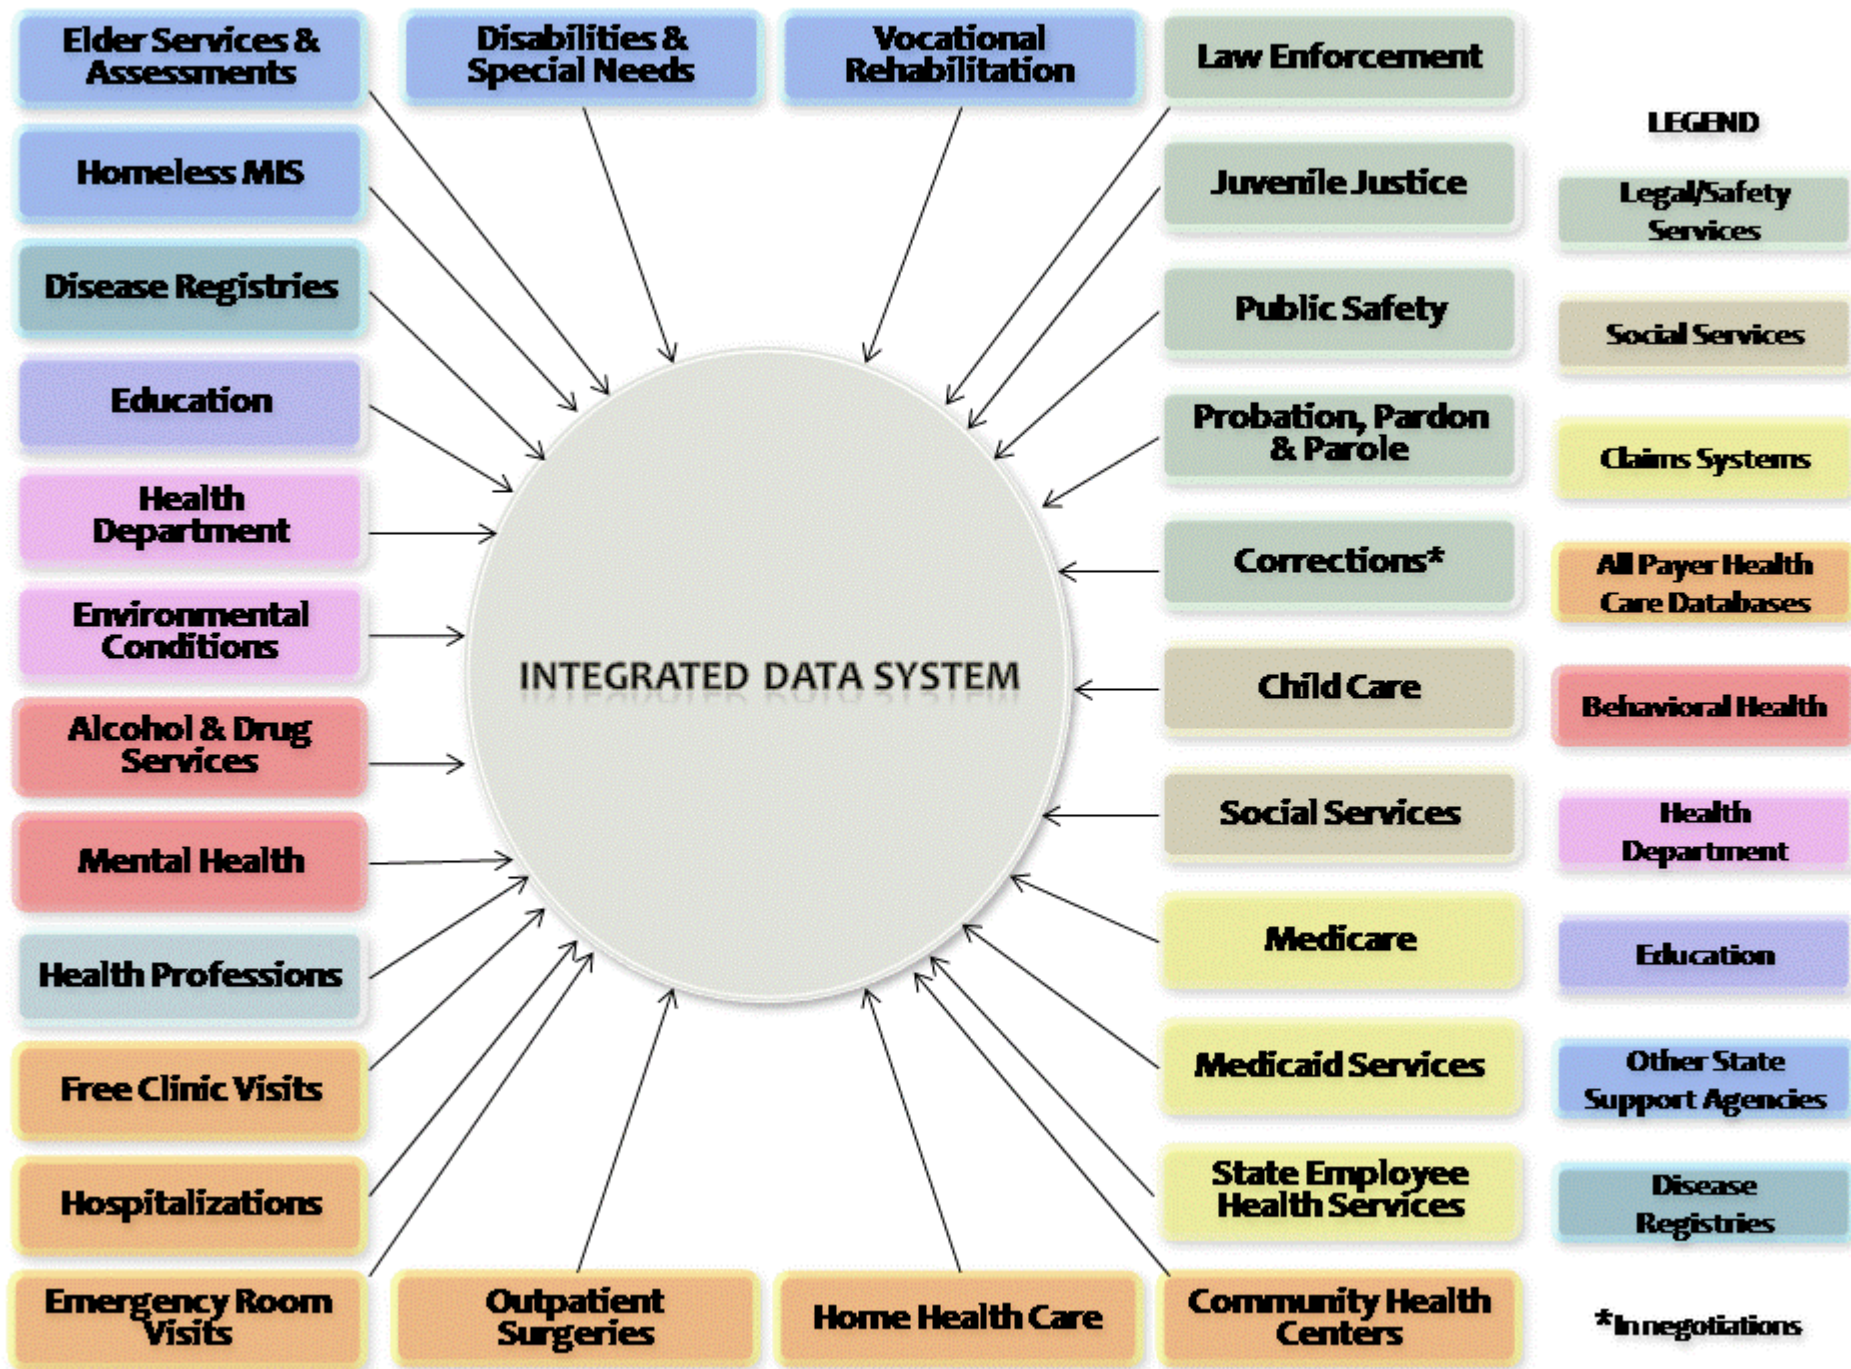 Elder Services &
Assessments
Disabilities &
Special Needs
Vocational
Rehabilitation
Law Enforcement
Homeless MIS
Disease Registries
Education
Health
Department
Environmental
Conditions
Alcohol & Drug
Services
Mental Health
Health Professions
Free Clinic Visits
Hospitalizations
Emergency Room
Visits
Outpatient
Surgeries
Home Health Care
Community Health
Centers
INTEGRATED DATA SYSTEM
Juvenile Justice
Public Safety
Probation, Pardon
& Parole
Corrections*
Child Care
Social Services
Medicare
Medicaid Services
State Employee
Health Services
LEGEND
Legal/Safety
Services
Social Services
Claims Systems
All Payer Health
Care Databases
Behavioral Health
Health
Department
Education
Other State
Support Agencies
Disease
Registries
*In negotiations